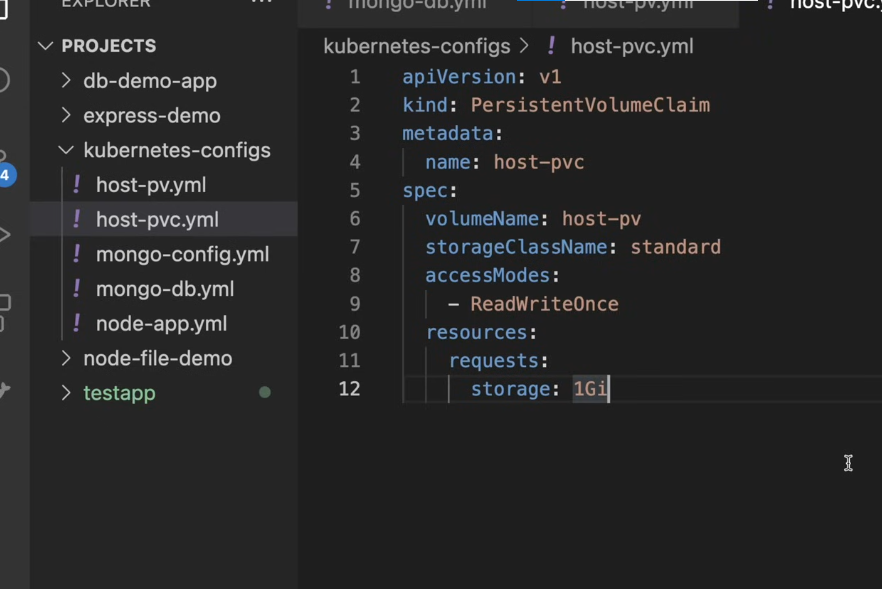 EXPLORER
PROJECTS
db-demo-app
express-demo
kubernetes-configs
host-pv.yml
host-pvc.yml
mongo-config.yml
mongo-db.yml
node-app.yml
node-file-demo
testapp
4
! mongo-db.yml
! host-pv.yml
! host-pvc.y
kubernetes-configs > ! host-pvc.yml
1 apiVersion: v1
2 kind: PersistentVolumeClaim
3 metadata:
4 name: host-pvc
5 spec:
6 volumeName: host-pv
7 storageClassName: standard
8 accessModes:
9 - ReadWriteOnce
10 resources:
11 requests:
12 storage: 1Gi